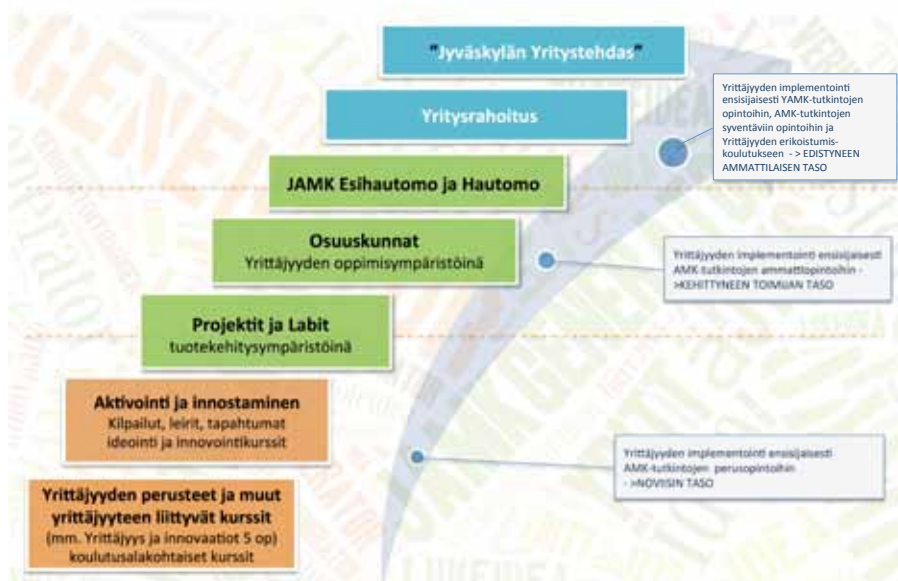 "Jyväskylän Yritystehdas"
Yritysrahoitus
Yrittäjyyden implementointi
ensisijaisesti YAMK-tutkintojen
opintoihin, AMK-tutkintojen
syventäviin opintoihin ja
Yrittäjyyden erikoistumis-
koulutukseen - > EDISTYNEEN
AMMATTILAISEN TASO
JAMK Esihautomo ja Hautomo
Osuuskunnat
Yrittäjyyden oppimisympäristöinä
Yrittäjyyden implementointi ensisijaisesti
AMK-tutkintojen ammattiopintoihin -
>KEHITTYNEEN TOIMIJAN TASO
Projektit ja Labit
tuotekehitysympäristöinä
Aktivointi ja innostaminen
Kilpailut, leirit, tapahtumat
ideointi ja innovointikurssit
Yrittäjyyden implementointi ensisijaisesti
AMK-tutkintojen perusopintoihin
- >NOVIISIN TASO
Yrittäjyyden perusteet ja muut
yrittäjyyteen liittyvät kurssit
(mm. Yrittäjyys ja innovaatiot 5 op)
koulutusalakohtaiset kurssit